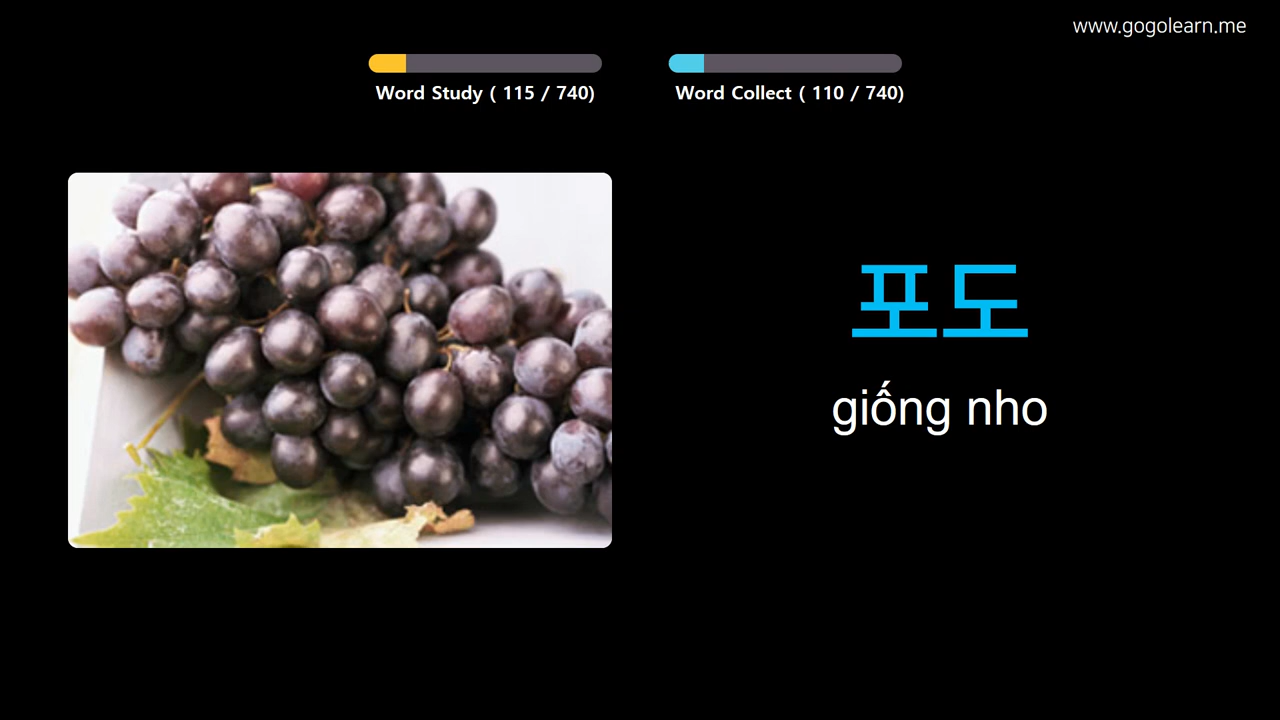 www.gogolearn.me
Word Study ( 115 / 740)
Word Collect ( 110 / 740)
포도
giống nho